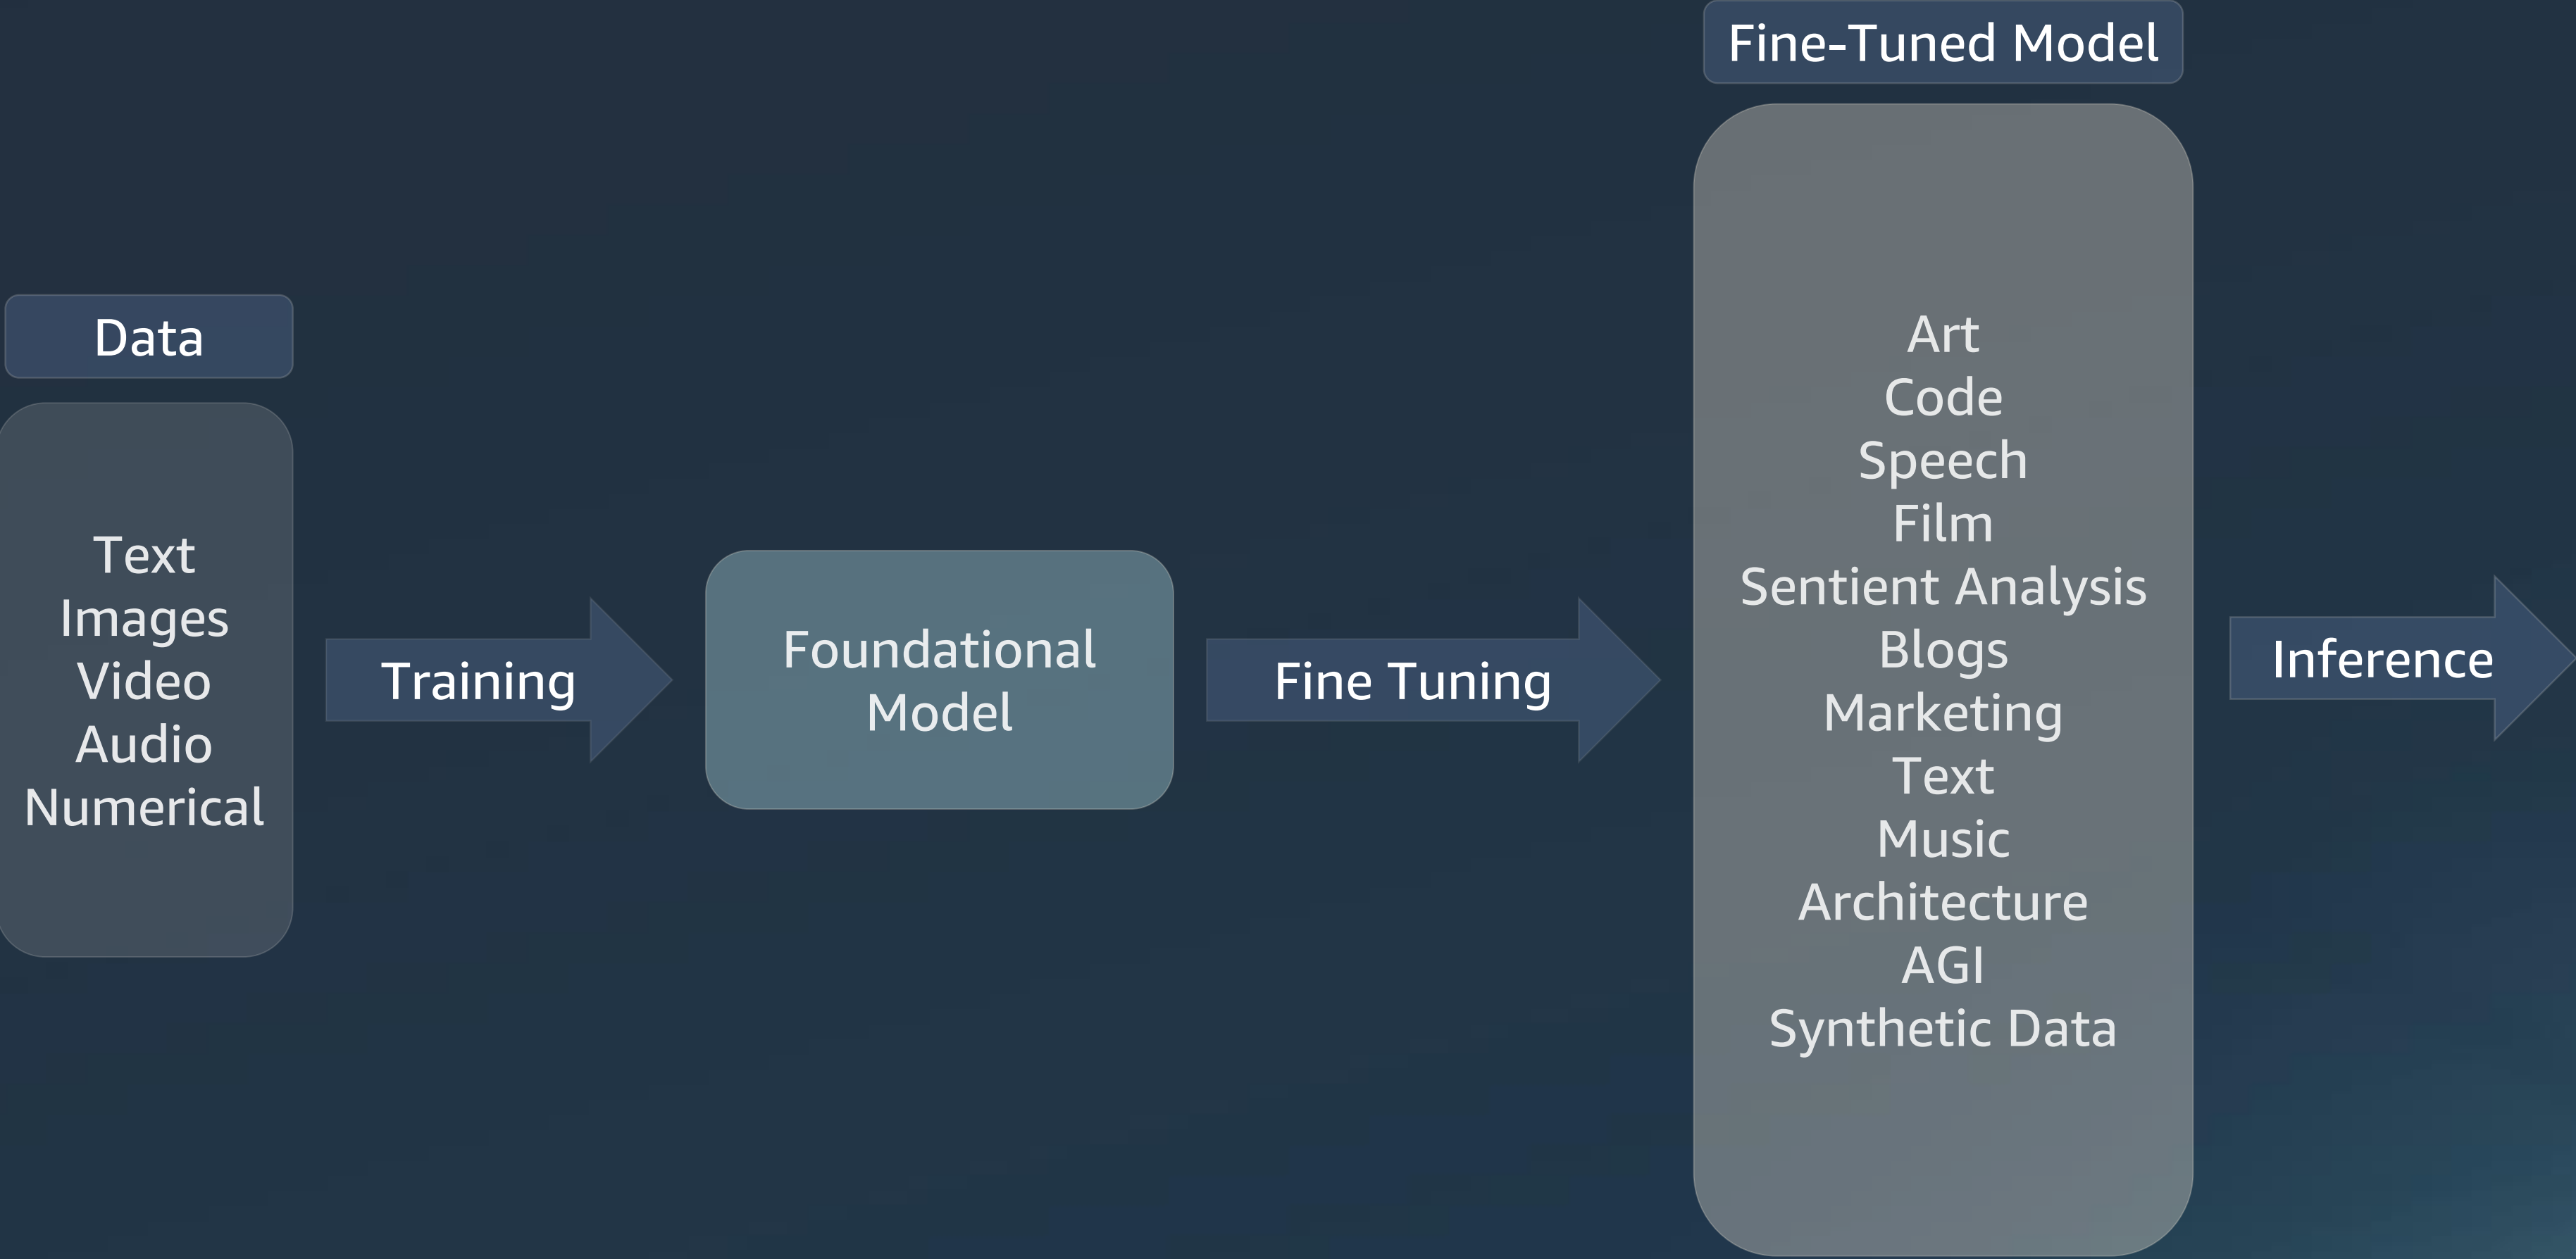 Data
Text
Images
Video
Audio
Numerical
Training
Foundational
Model
Fine Tuning
Fine-Tuned Model
Art
Code
Speech
Film
Sentient Analysis
Blogs
Marketing
Text
Music
Architecture
AGI
Synthetic Data
Inference